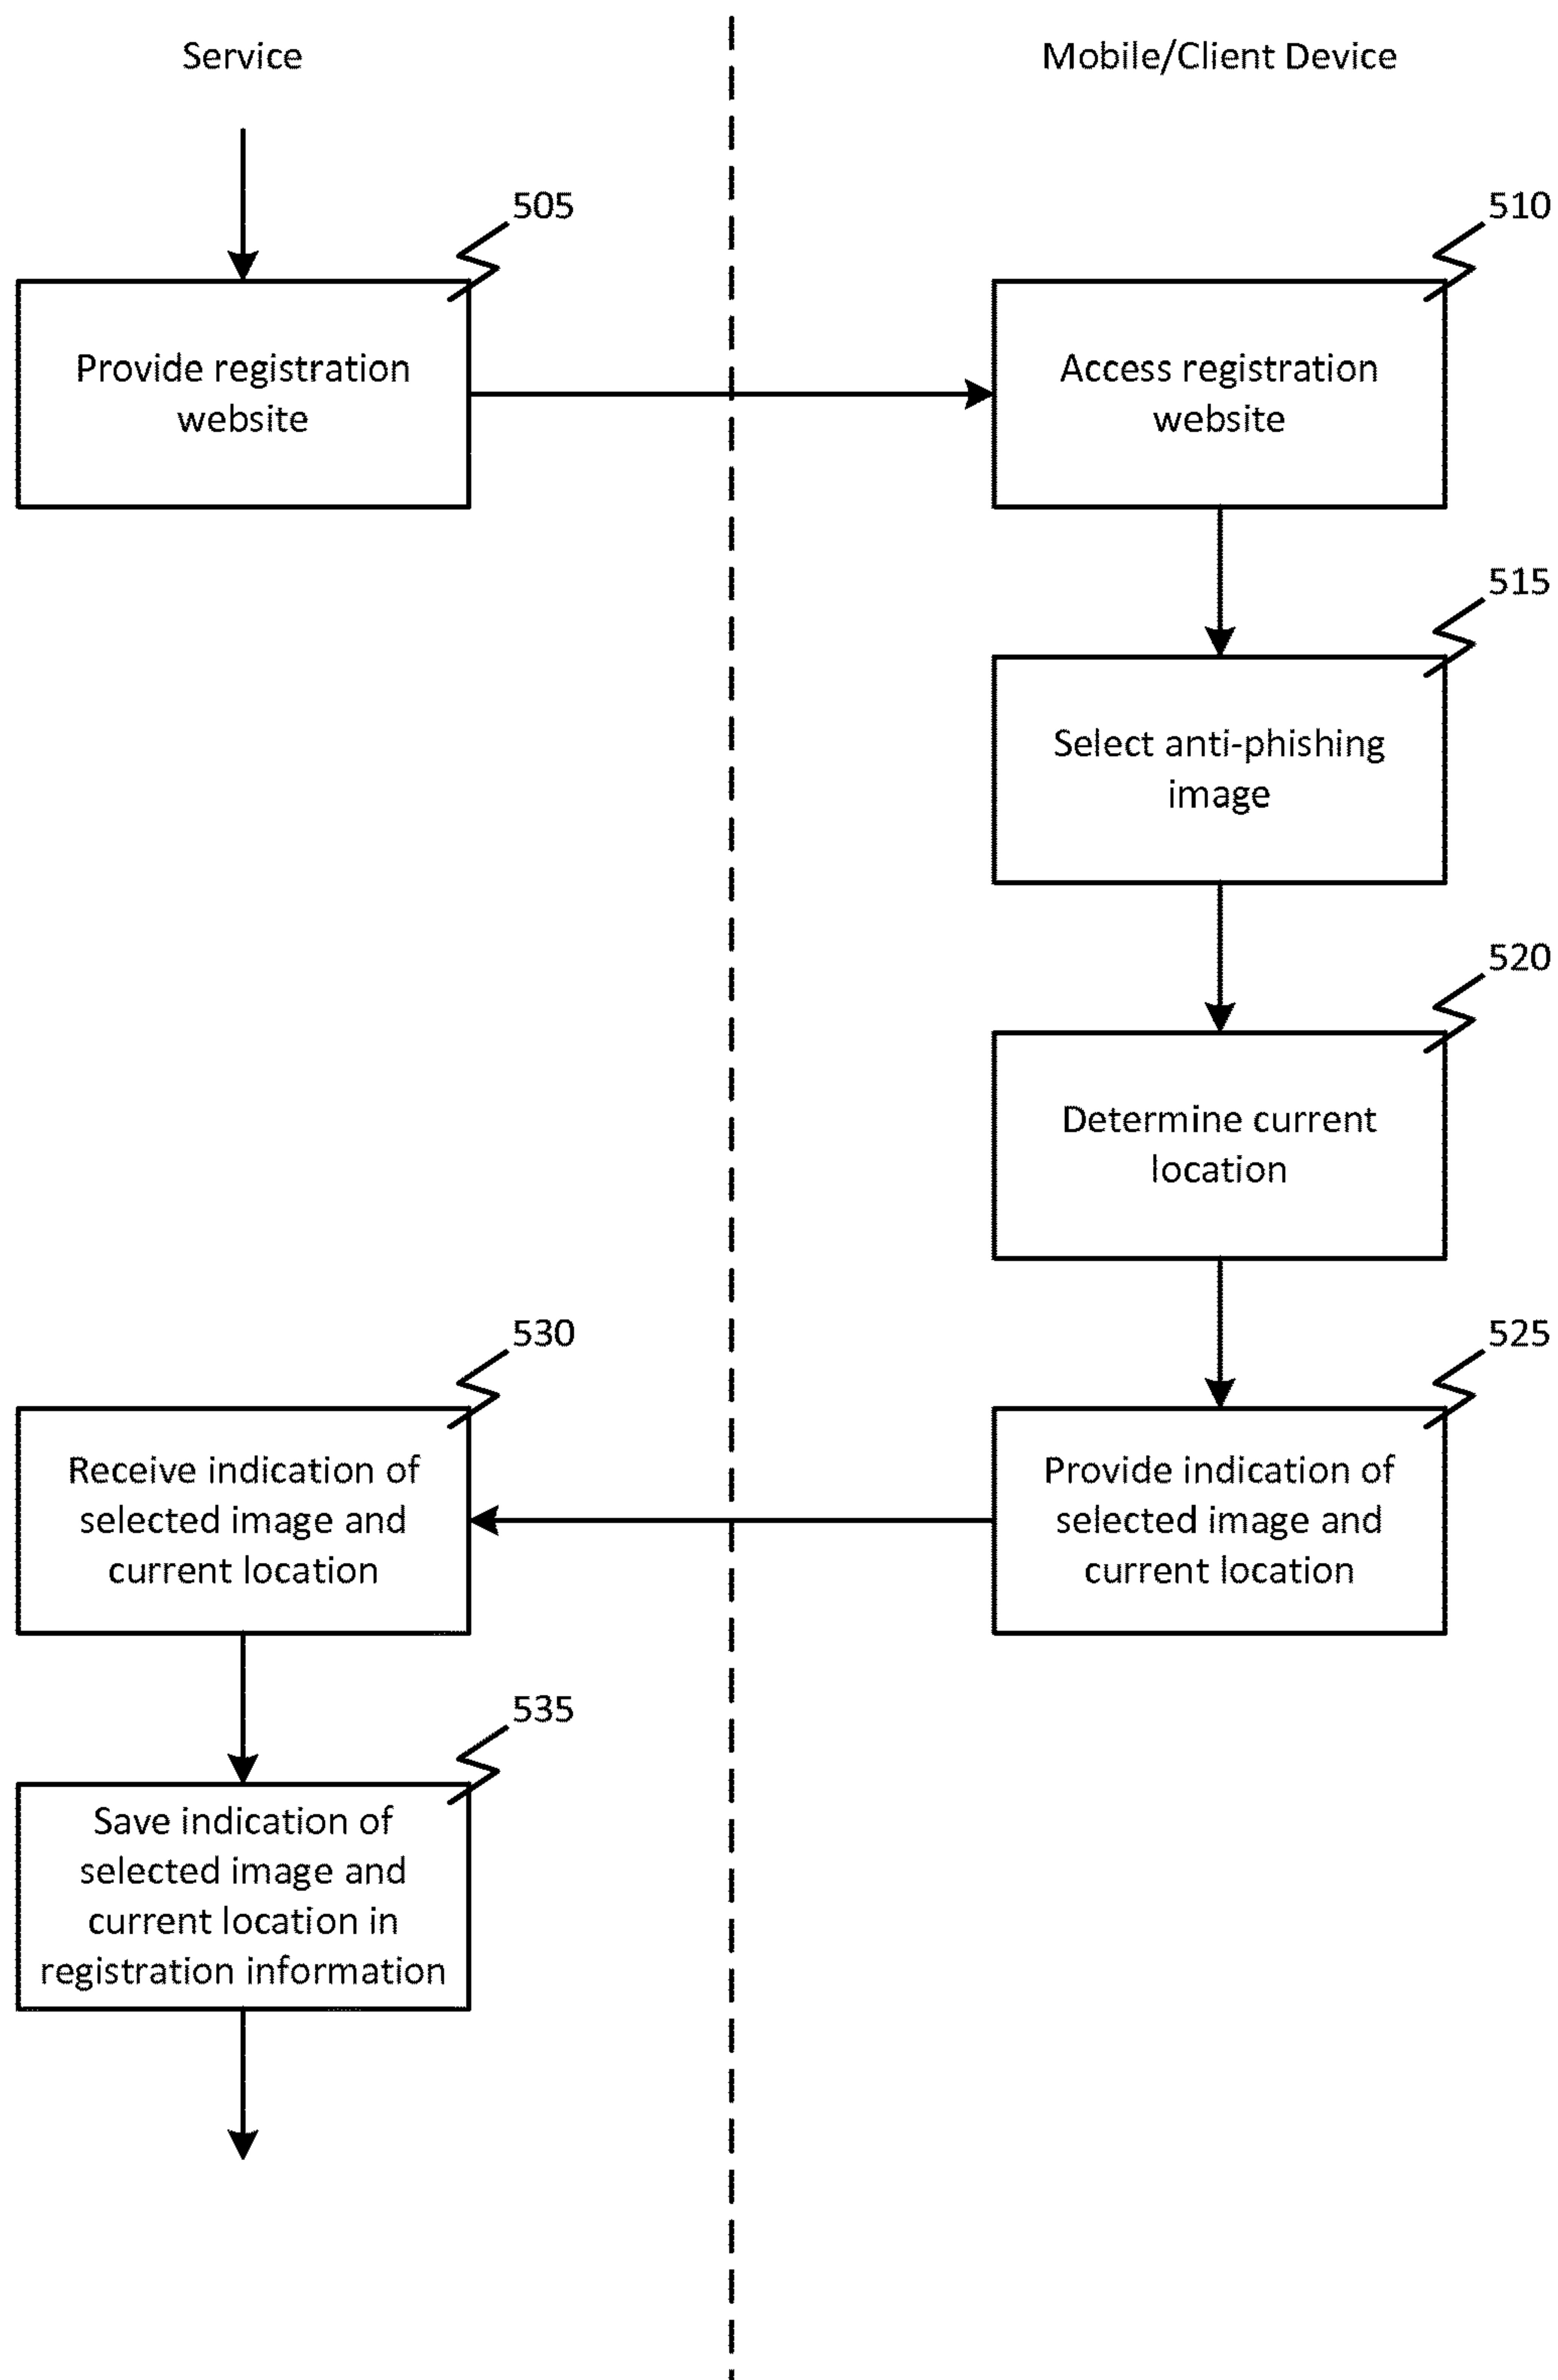 Service
Mobile/Client Device
505
510
Provide registration
website
Access registration
website
515
Select anti-phishing
image
520
Determine current
location
530
525
Receive indication of
selected image and
current location
Provide indication of
selected image and
current location
535
Save indication of
selected image and
current location in
registration information